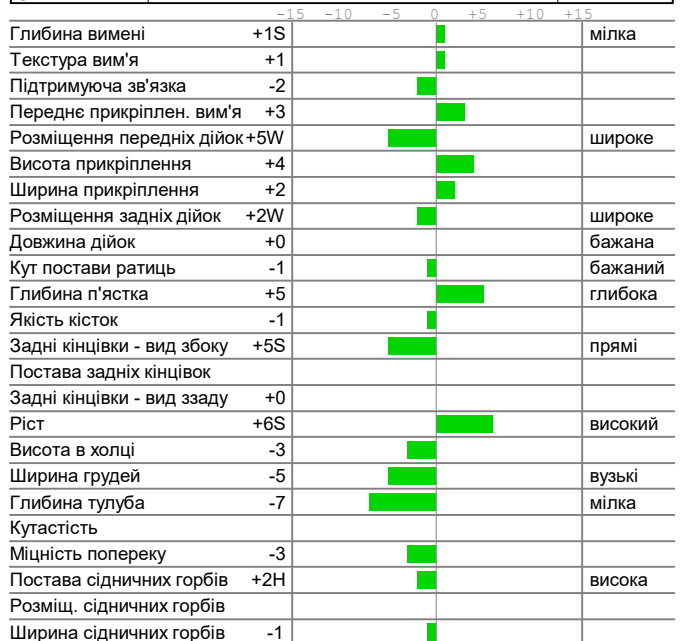 -15 -10 -5 0 +5 +10 +15
Глибина вимені +1S мілка
Текстура вим'я +1
Підтримуюча зв'язка -2
Переднє прикріплен. вим'я +3
Розміщення передніх дійок +5W широке
Висота прикріплення +4
Ширина прикріплення +2
Розміщення задніх дійок +2W широке
Довжина дійок +0 бажана
Кут постави ратиць -1 бажаний
Глибина п'ястка +5 глибока
Якість кісток -1
Задні кінцівки - вид збоку +5S прямі
Постава задніх кінцівок
Задні кінцівки - вид ззаду +0
Ріст +6S високий
Висота в холці -3
Ширина грудей -5 вузькі
Глибина тулуба -7 мілка
Кутастість
Міцність попереку -3
Постава сідничних горбів +2H висока
Розміщ. сідничних горбів
Ширина сідничних горбів -1